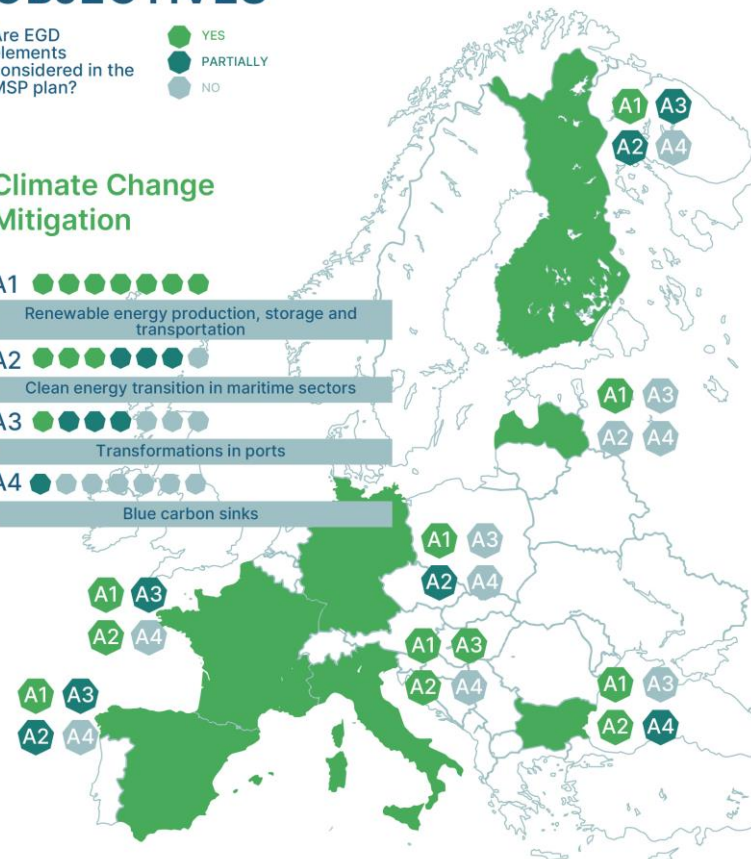 OBJECTIVES
Are EGD
elements
considered in the
MSP plan?
YES
PARTIALLY
NO
Climate Change
Mitigation
A1
Renewable energy production, storage and
transportation
A2
Clean energy transition in maritime sectors
A3
Transformations in ports
A4
Blue carbon sinks
A1 A3
A2 A4
A1 A3
A2 A4
A1 A3
A2 A4
A1 A3
A2 A4
A1 A3
A2 A4
A1 A3
A2 A4
A1 A3
A2 A4